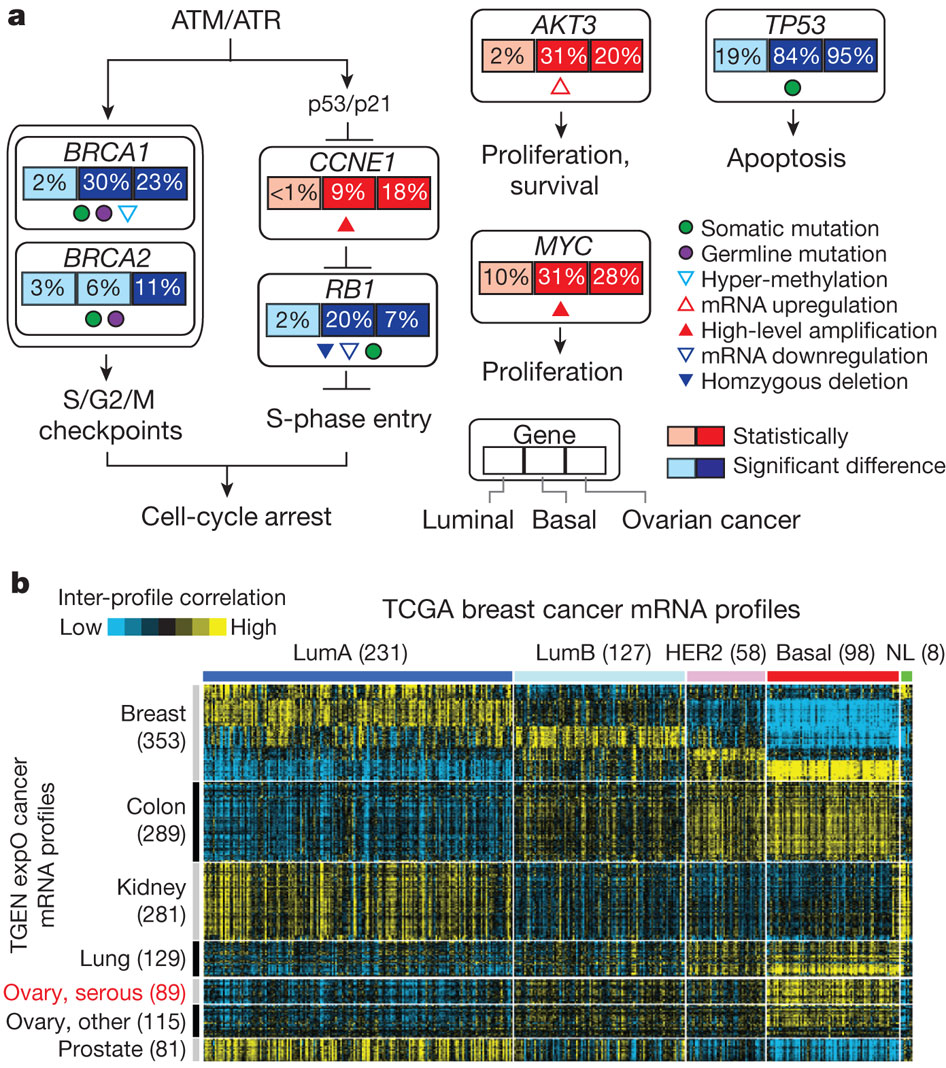 a
ATM/ATR
p53/p21
BRCA1
2% 30% 23%
BRCA2
3% 6% 11%
S/G2/M
checkpoints
CCNE1
<1% 9% 18%
RB1
2% 20% 7%
S-phase entry
Cell-cycle arrest
AKT3
2% 31% 20%
Proliferation,
survival
MYC
10% 31% 28%
Proliferation
TP53
19% 84% 95%
Apoptosis
Somatic mutation
Germline mutation
Hyper-methylation
mRNA upregulation
High-level amplification
mRNA downregulation
Homzygous deletion
Gene
Luminal Basal Ovarian cancer
Statistically
Significant difference
b
Inter-profile correlation
Low High
TCGA breast cancer mRNA profiles
LumA (231) LumB (127) HER2 (58) Basal (98) NL (8)
TGEN expO cancer
mRNA profiles
Breast
(353)
Colon
(289)
Kidney
(281)
Lung (129)
Ovary, serous (89)
Ovary, other (115)
Prostate (81)